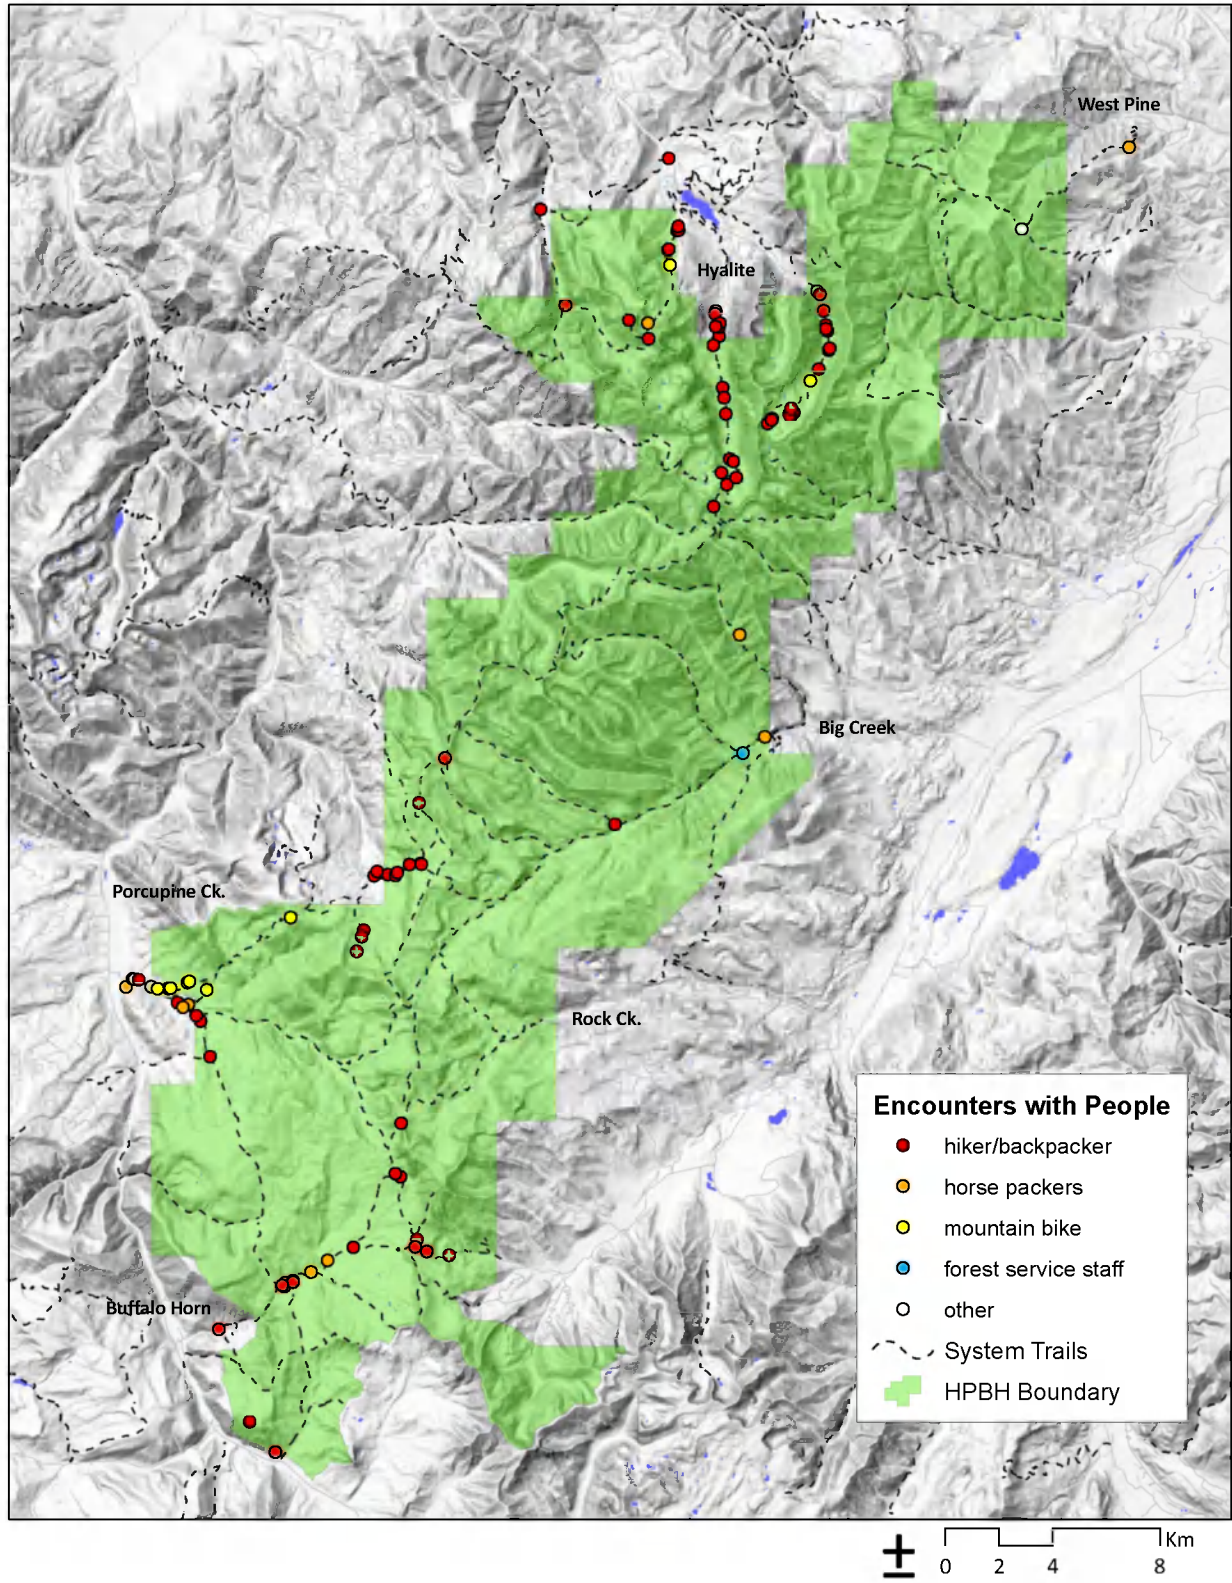 West Pine
Hyalite
Big Creek
Porcupine Ck.
Rock Ck.
Buffalo Horn
Encounters with People
hiker/backpacker
horse packers
mountain bike
forest service staff
other
System Trails
HPBH Boundary
Km
0 2 4 8